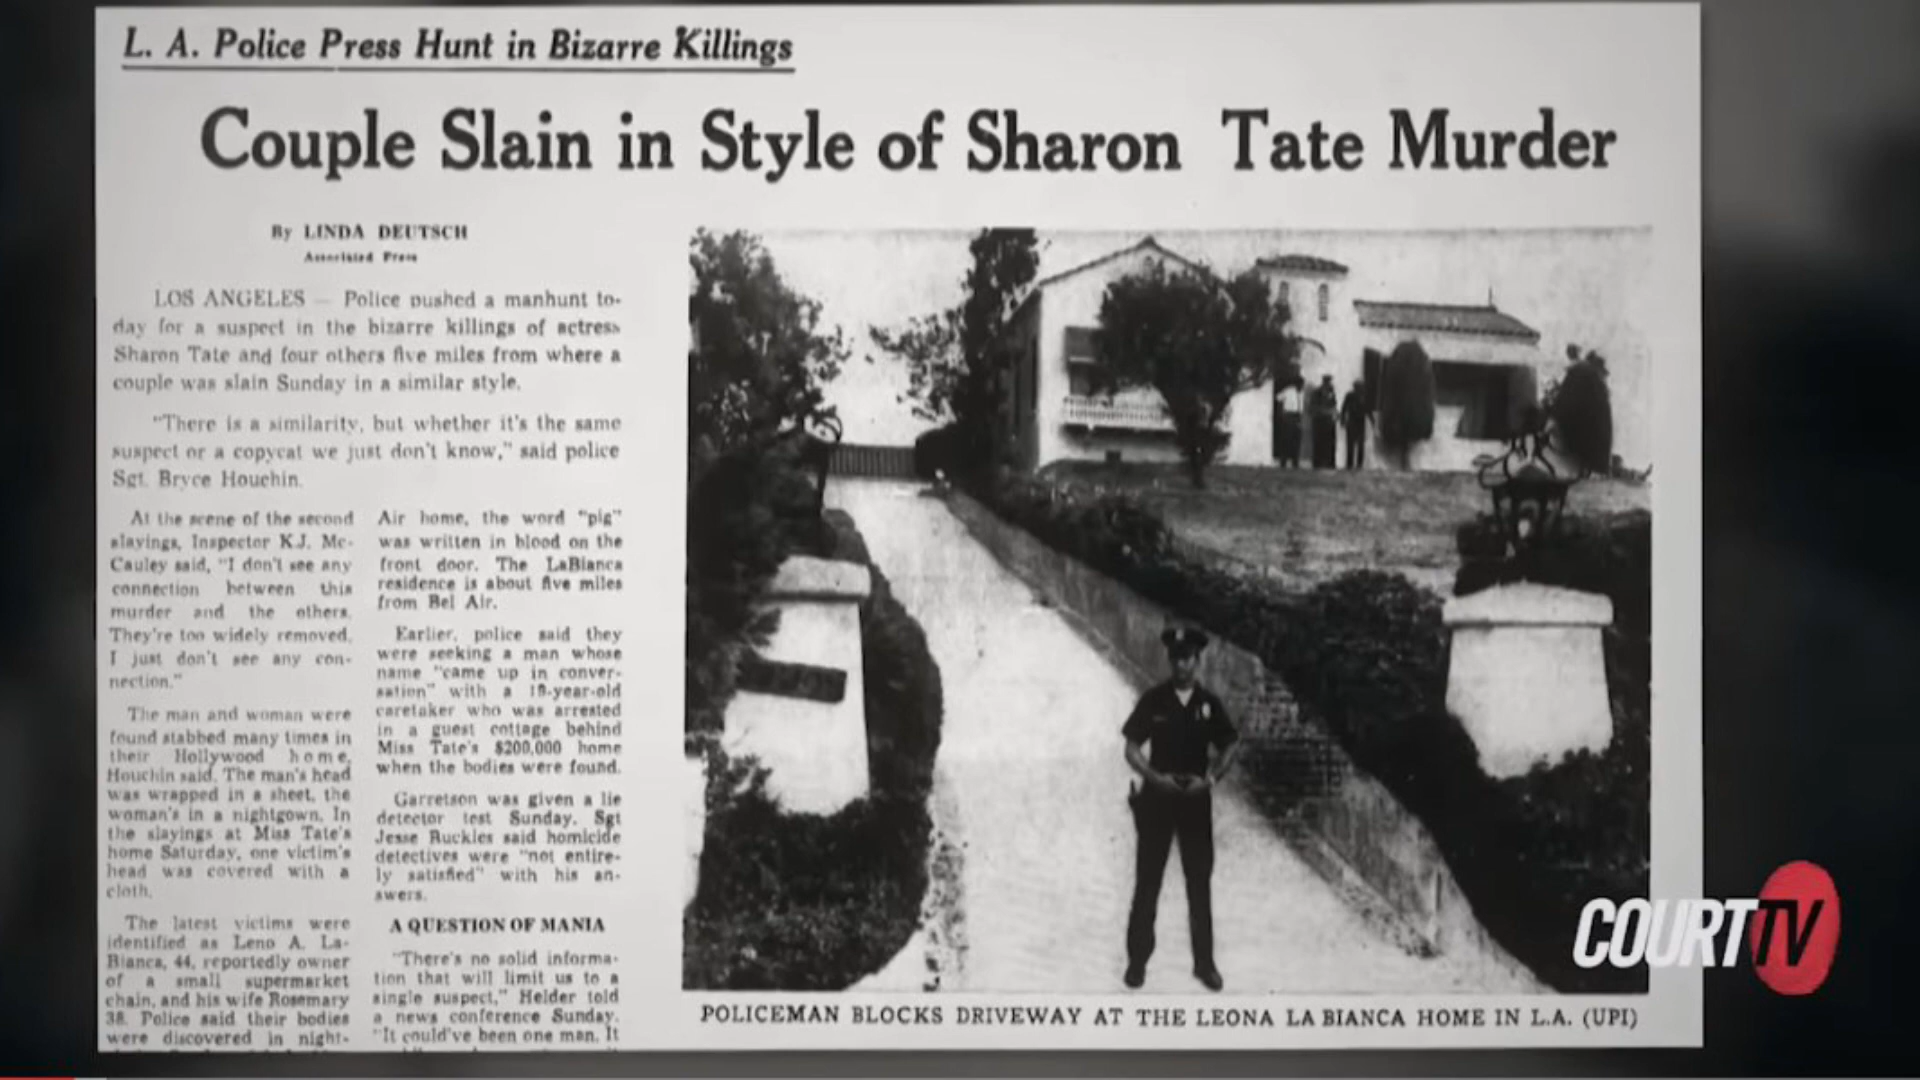 L. A. Police Press Hunt in Bizarre Killings
Couple Slain in Style of Sharon Tate Murder
By LINDA DEUTSCH
Associated Press
LOS ANGELES — Police pushed a manhunt to-
day for a suspect in the bizarre killings of actress
Sharon Tate and four others five miles from where a
couple was slain Sunday in a similar style.
"There is a similarity, but whether it's the same
suspect or a copycat we just don't know," said police
Sgt. Bryce Houchin.
At the scene of the second
slayings, Inspector K.J. Mc-
Cauley said, "I don't see any
connection between this
murder and the others.
They're too widely removed.
I just don't see any con-
nection."
The man and woman were
found stabbed many times in
their Hollywood home,
Houchin said. The man's head
was wrapped in a sheet, the
woman's in a nightgown. In
the slayings at Miss Tate's
home Saturday, one victim's
head was covered with a
cloth.
The latest victims were
identified as Leno A. La-
Bianca, 44, reportedly owner
of a small supermarket
chain, and his wife Rosemary
38. Police said their bodies
were discovered in night-
Air home, the word "pig"
was written in blood on the
front door. The LaBianca
residence is about five miles
from Bel Air.
Earlier, police said they
were seeking a man whose
name "came up in conver-
sation" with a 19-year-old
caretaker who was arrested
in a guest cottage behind
Miss Tate's $200,000 home
when the bodies were found.
Garretson was given a lie
detector test Sunday. Sgt
Jesse Buckles said homicide
detectives were "not entire-
ly satisfied" with his an-
swers.
A QUESTION OF MANIA
"There's no solid informa-
tion that will limit us to a
single suspect," Helder told
a news conference Sunday.
"It could've been one man. It
POLICEMAN BLOCKS DRIVEWAY AT THE LEONA LA BIANCA HOME IN L.A. (UPI)
COURT TV